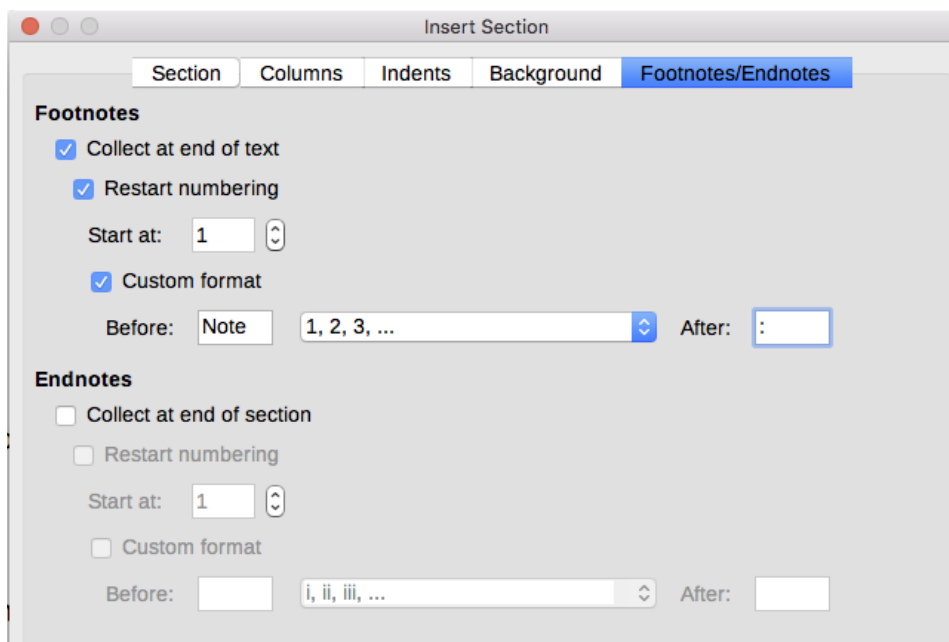 Insert Section
Section Columns Indents Background Footnotes/Endnotes
Footnotes
Collect at end of text
Restart numbering
Start at: 1
Custom format
Before: Note 1, 2, 3, ... After: :
Endnotes
Collect at end of section
Restart numbering
Start at: 1
Custom format
Before: i, ii, iii, ... After: